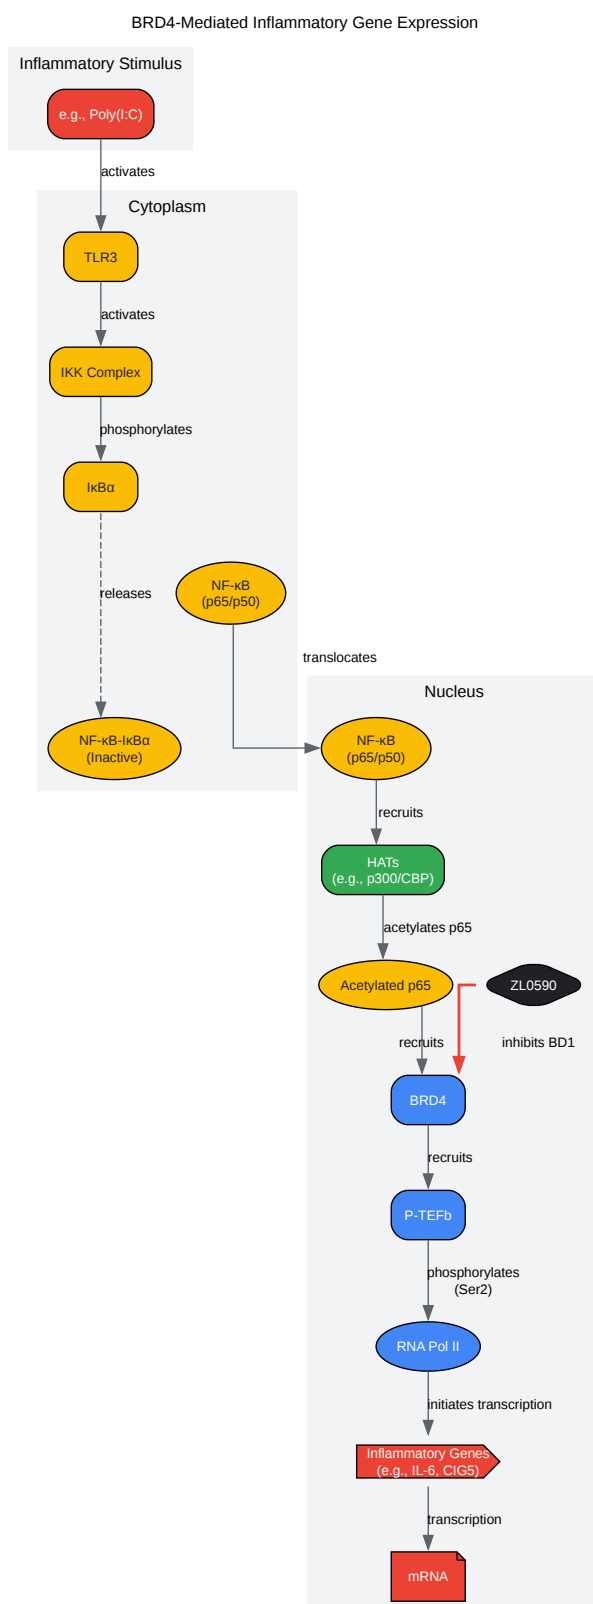 BRD4-Mediated Inflammatory Gene Expression
Inflammatory Stimulus
e.g., Poly(I:C)
activates
Cytoplasm
TLR3
activates
IKK Complex
phosphorylates
IκBα
releases
NF-κB
(p65/p50)
translocates
NF-κB-IκBα
(Inactive)
Nucleus
NF-κB
(p65/p50)
recruits
HATs
(e.g., p300/CBP)
acetylates p65
Acetylated p65
ZL0590
recruits
inhibits BD1
BRD4
recruits
P-TEFb
phosphorylates
(Ser2)
RNA Pol II
initiates transcription
Inflammatory Genes
(e.g., IL-6, CIG5)
transcription
mRNA